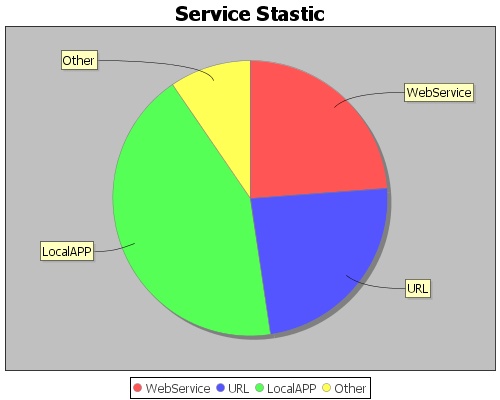 Service Stastic
Other
WebService
LocalAPP
URL
WebService URL LocalAPP Other